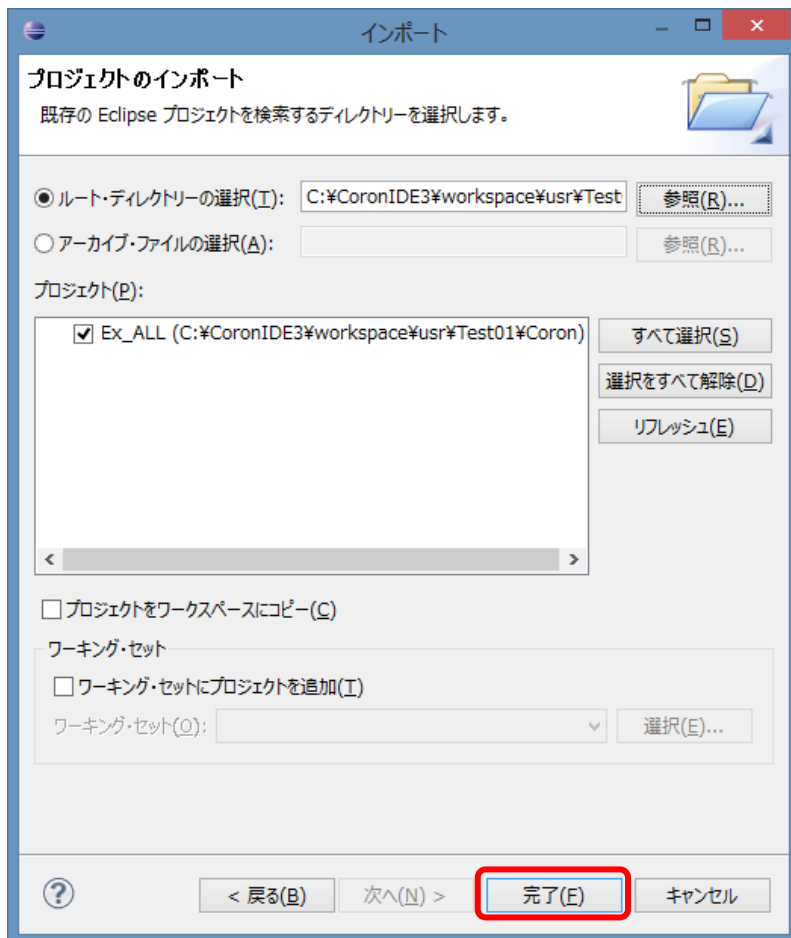 インポート
プロジェクトのインポート
既存の Eclipse プロジェクトを検索するディレクトリーを選択します。
ルート・ディレクトリーの選択(T): C:¥CoronIDE3¥workspace¥usr¥Test 参照(R)...
アーカイブ・ファイルの選択(A): 参照(R)...
プロジェクト(P):
Ex_ALL (C:¥CoronIDE3¥workspace¥usr¥Test01¥Coron) すべて選択(S)
選択をすべて解除(D)
リフレッシュ(E)
プロジェクトをワークスペースにコピー(C)
ワーキング・セット
ワーキング・セットにプロジェクトを追加(T)
ワーキング・セット(O): 選択(E)...
< 戻る(B) 次へ(N) > 完了(F) キャンセル